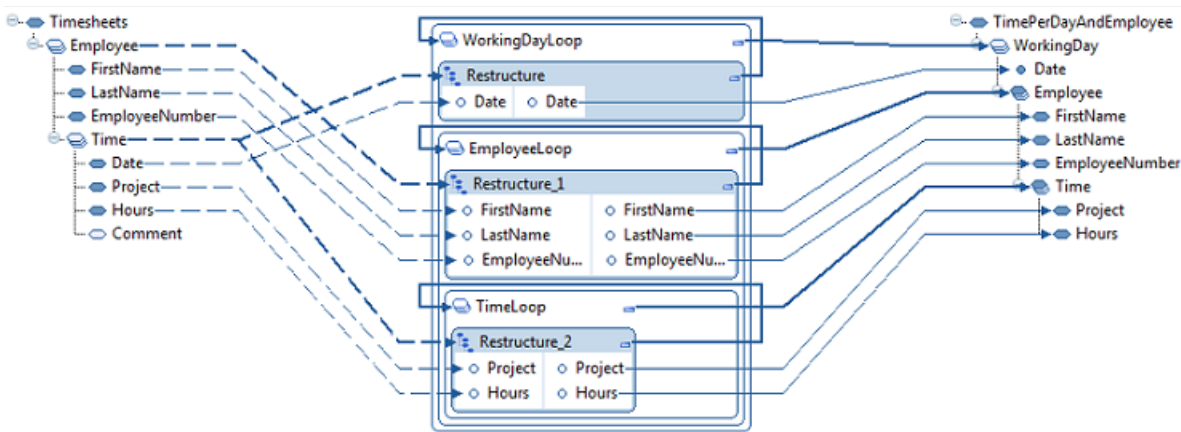 Timesheets
Employee
FirstName
LastName
EmployeeNumber
Time
Date
Project
Hours
Comment
WorkingDayLoop
Restructure
Date Date
EmployeeLoop
Restructure_1
FirstName FirstName
LastName LastName
EmployeeNu... EmployeeNu...
TimeLoop
Restructure_2
Project Project
Hours Hours
TimePerDayAndEmployee
WorkingDay
Date
Employee
FirstName
LastName
EmployeeNumber
Time
Project
Hours